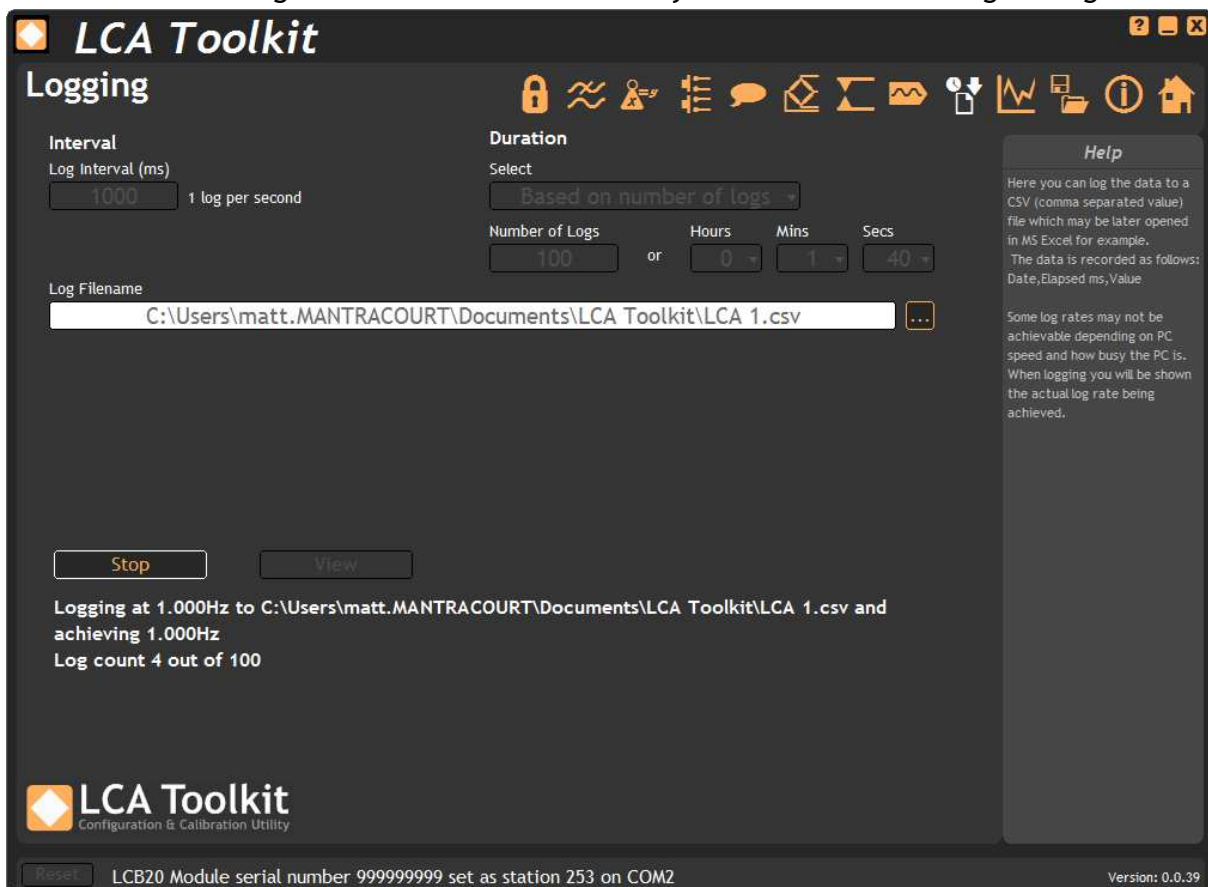 LCA Toolkit
?
X
Logging
Interval
Log Interval (ms)
1000
1 log per second
Duration
Select
Based on number of logs
Number of Logs
or
Hours
Mins
Secs
100
0
1
40
Log Filename
C:\Users\matt.MANTRACOURT\Documents\LCA Toolkit\LCA 1.csv
...
Stop
View
Logging at 1.000Hz to C:\Users\matt.MANTRACOURT\Documents\LCA Toolkit\LCA 1.csv and
achieving 1.000Hz
Log count 4 out of 100
Help
Here you can log the data to a
CSV (comma separated value)
file which may be later opened
in MS Excel for example.
The data is recorded as follows:
Date,Elapsed ms,Value
Some log rates may not be
achievable depending on PC
speed and how busy the PC is.
When logging you will be shown
the actual log rate being
achieved.
LCA Toolkit
Configuration & Calibration Utility
Reset
LCB20 Module serial number 999999999 set as station 253 on COM2
Version: 0.0.39